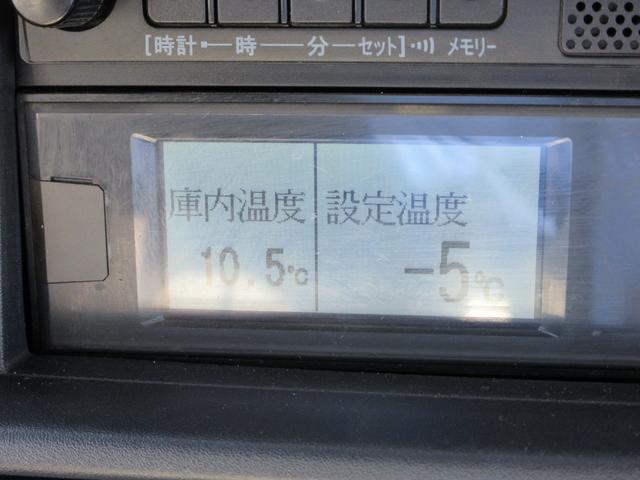 [時計 時 分 セット] メモリー
庫内温度 設定温度
10.5℃ -5℃